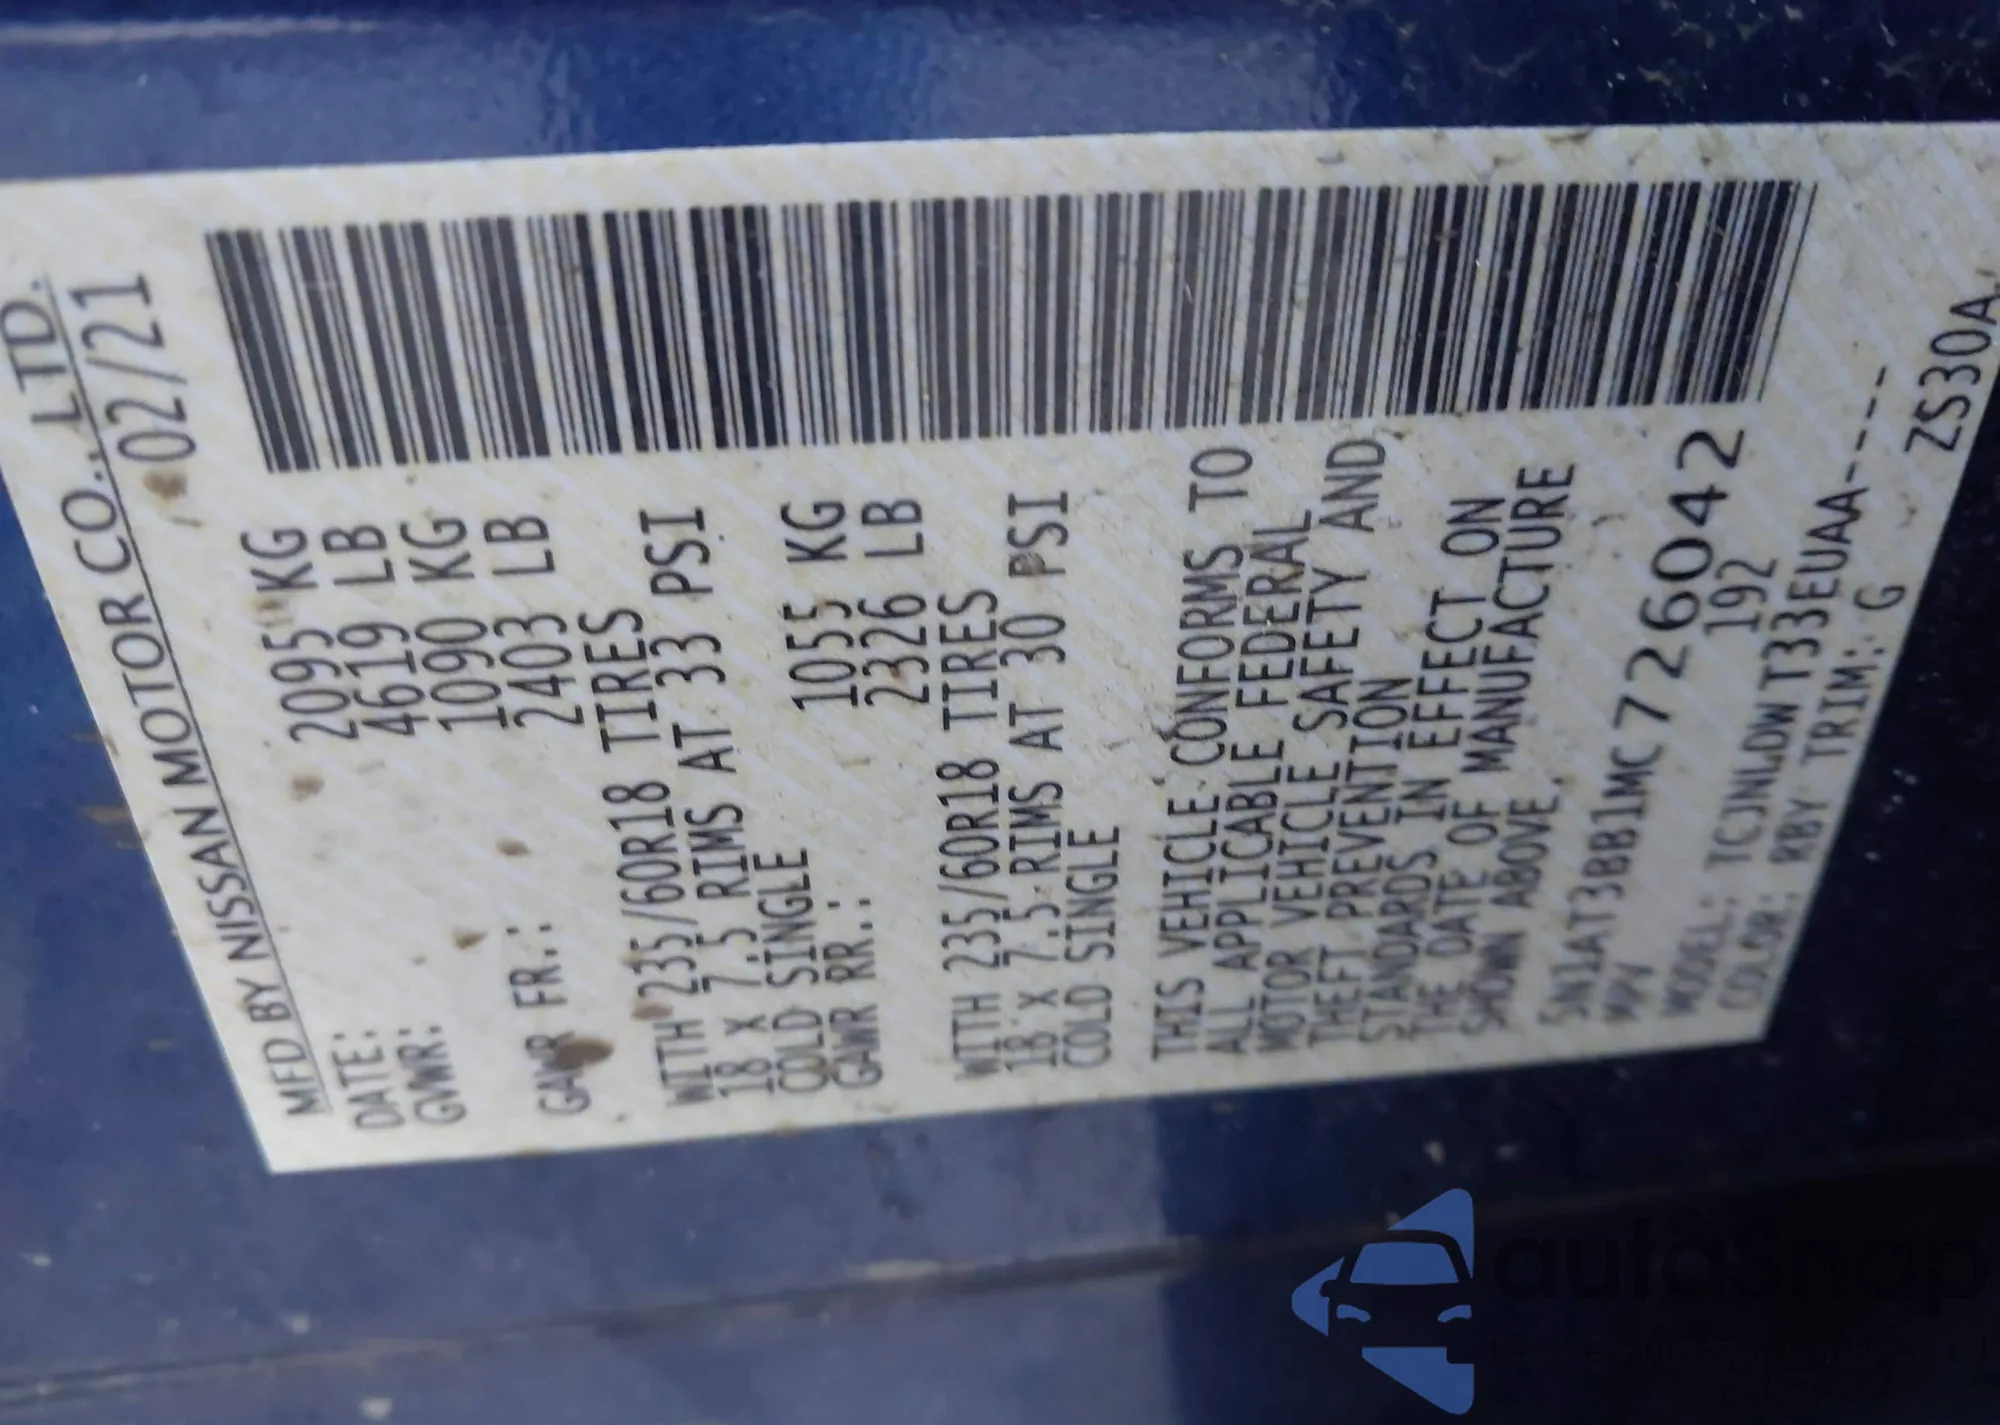 MFD BY NISSAN MOTOR CO., LTD.
DATE: 02/21
GVWR: 2095 KG
4619 LB
GAWR FR.: 1090 KG
2403 LB
WITH 235/60R18 TIRES
18 X 7.5 RIMS AT 33 PSI
COLD SINGLE
GAWR RR.: 1055 KG
2326 LB
WITH 235/60R18 TIRES
18 X 7.5 RIMS AT 30 PSI
COLD SINGLE
THIS VEHICLE CONFORMS TO
ALL APPLICABLE FEDERAL
MOTOR VEHICLE SAFETY AND
THEFT PREVENTION
STANDARDS IN EFFECT ON
THE DATE OF MANUFACTURE
SHOWN ABOVE.
5N1AT3BB1MC726042
MPV 192
MODEL: TCJNLDWT33EUAA----
COLOR: RBY TRIM: G
ZS30A
autoSnap